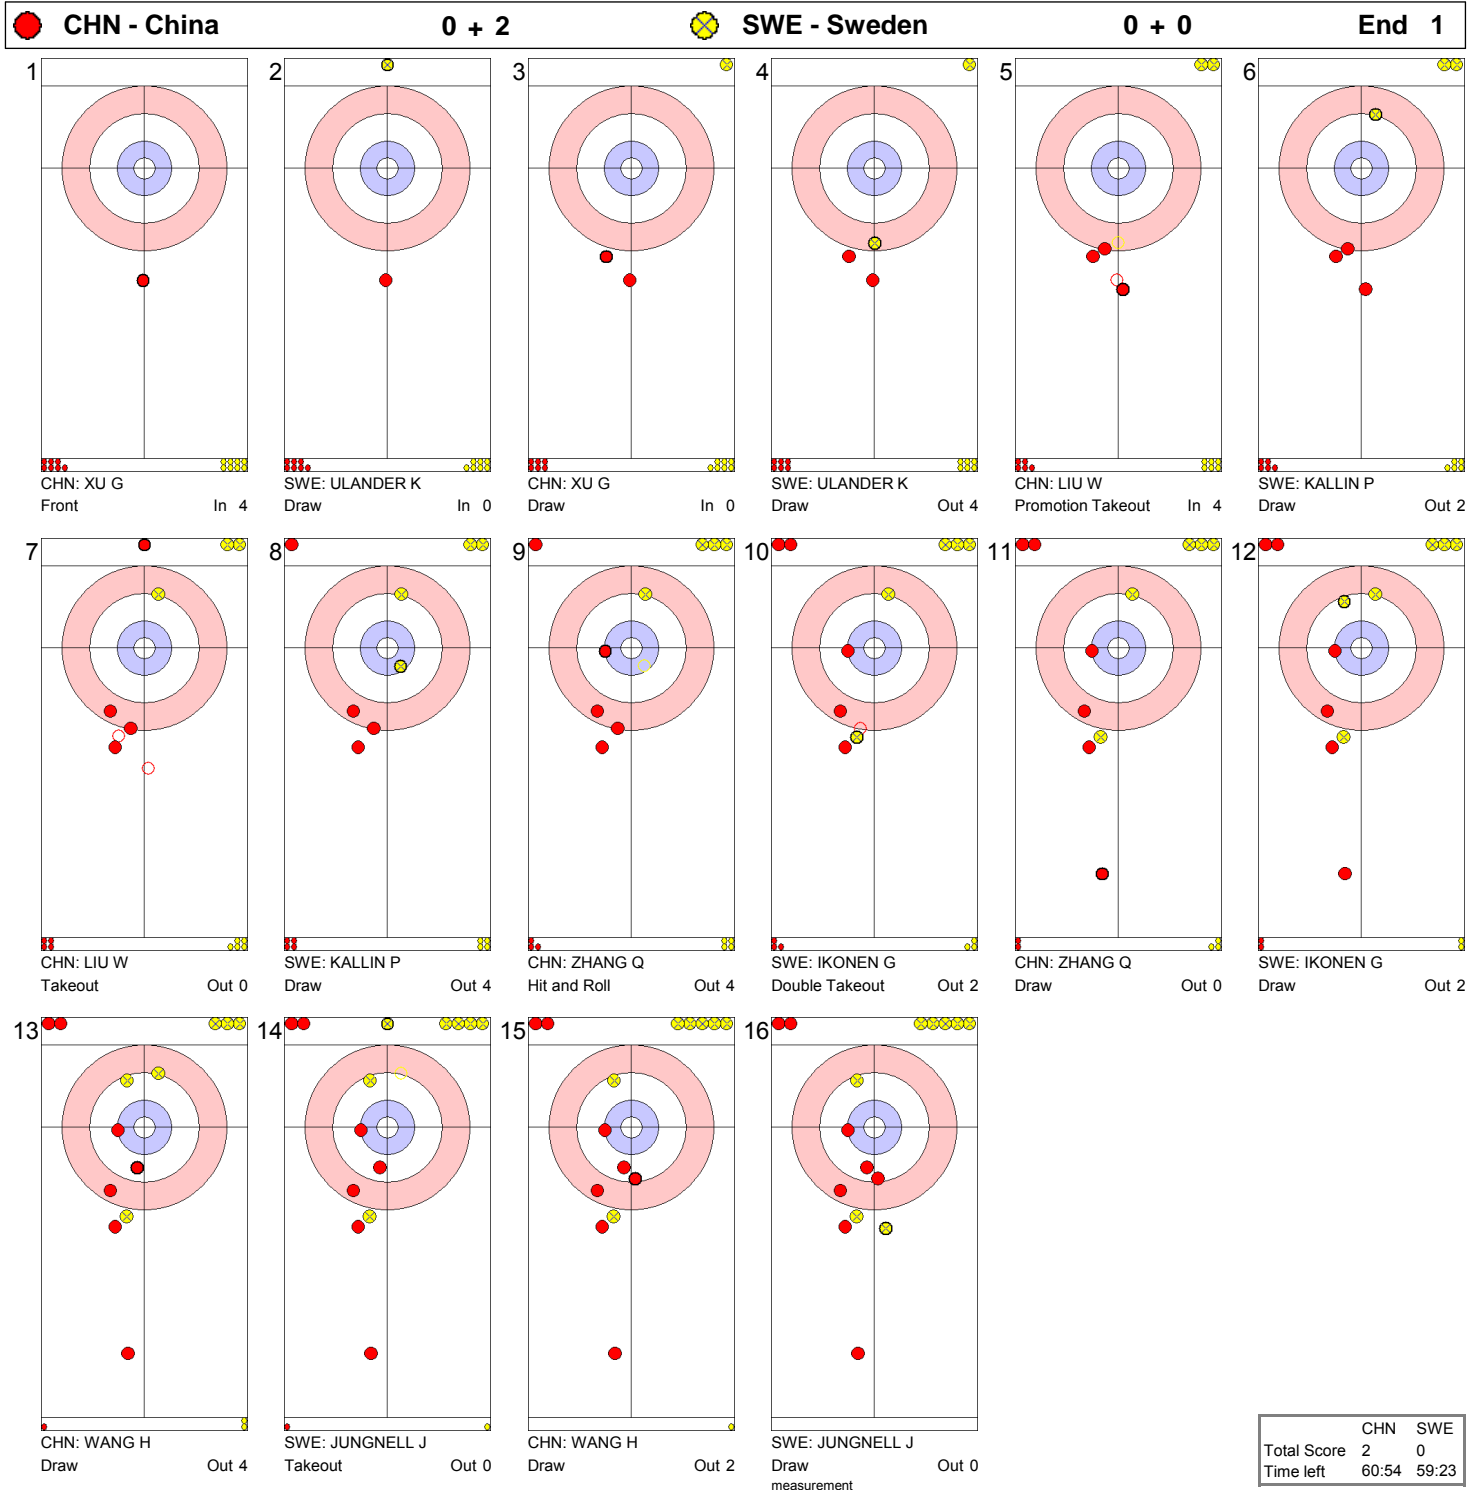 CHN - China 0 + 2 SWE - Sweden 0 + 0 End 1
1 2 3 4 5 6
CHN: XU G SWE: ULANDER K CHN: XU G SWE: ULANDER K CHN: LIU W SWE: KALLIN P
Front In 4 Draw In 0 Draw In 0 Draw Out 4 Promotion Takeout In 4 Draw Out 2
7 8 9 10 11 12
CHN: LIU W SWE: KALLIN P CHN: ZHANG Q SWE: IKONEN G CHN: ZHANG Q SWE: IKONEN G
Takeout Out 0 Draw Out 4 Hit and Roll Out 4 Double Takeout Out 2 Draw Out 0 Draw Out 2
13 14 15 16
CHN: WANG H SWE: JUNGNELL J CHN: WANG H SWE: JUNGNELL J
Draw Out 4 Takeout Out 0 Draw Out 2 Draw Out 0
measurement
CHN SWE
Total Score 2 0
Time left 60:54 59:23